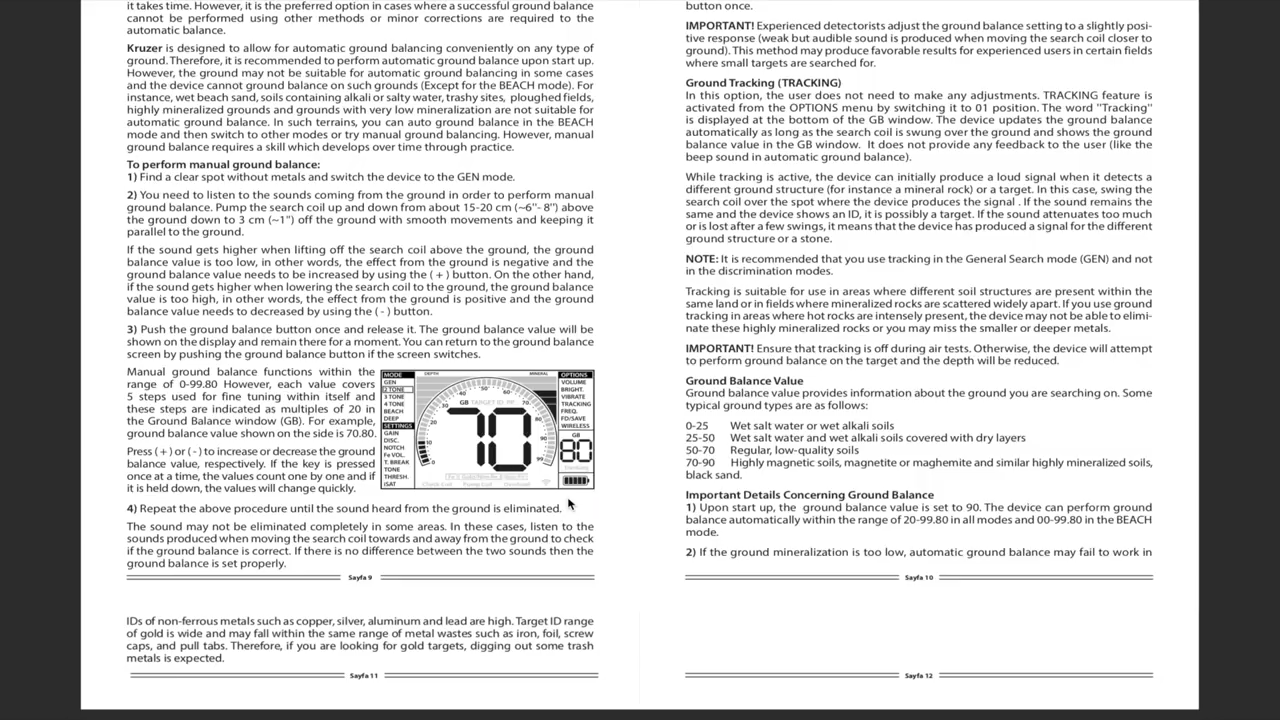 it takes time. However, it is the preferred option in cases where a successful ground balance
cannot be performed using other methods or minor corrections are required to the
automatic balance.
Kruzer is designed to allow for automatic ground balancing conveniently on any type of
ground. Therefore, it is recommended to perform automatic ground balance upon start up.
However, the ground may not be suitable for automatic ground balancing in some cases
and the device cannot ground balance on such grounds (Except for the BEACH mode). For
instance, wet beach sand, soils containing alkali or salty water, trashy sites, ploughed fields,
highly mineralized grounds and grounds with very low mineralization are not suitable for
automatic ground balance. In such terrains, you can auto ground balance in the BEACH
mode and then switch to other modes or try manual ground balancing. However, manual
ground balance requires a skill which develops over time through practice.
To perform manual ground balance:
1) Find a clear spot without metals and switch the device to the GEN mode.
2) You need to listen to the sounds coming from the ground in order to perform manual
ground balance. Pump the search coil up and down from about 15-20 cm (~6''- 8'') above
the ground down to 3 cm (~1'') off the ground with smooth movements and keeping it
parallel to the ground.
If the sound gets higher when lifting off the search coil above the ground, the ground
balance value is too low, in other words, the effect from the ground is negative and the
ground balance value needs to be increased by using the ( + ) button. On the other hand,
if the sound gets higher when lowering the search coil to the ground, the ground balance
value is too high, in other words, the effect from the ground is positive and the ground
balance value needs to decreased by using the ( - ) button.
3) Push the ground balance button once and release it. The ground balance value will be
shown on the display and remain there for a moment. You can return to the ground balance
screen by pushing the ground balance button if the screen switches.
Manual ground balance functions within the
range of 0-99.80 However, each value covers
5 steps used for fine tuning within itself and
these steps are indicated as multiples of 20 in
the Ground Balance window (GB). For example,
ground balance value shown on the side is 70.80.
Press ( + ) or ( - ) to increase or decrease the ground
balance value, respectively. If the key is pressed
once at a time, the values count one by one and if
it is held down, the values will change quickly.
MODE
GEN
2 TONE
3 TONE
4 TONE
BEACH
DEEP
SETTINGS
GAIN
DISC.
NOTCH
Fe VOL.
T. BREAK
TONE
THRESH.
iSAT
DEPTH
MINERAL
0
10
20
30
40
50
60
70
80
90
99
GB TARGET ID
70
Check Coil Pump Coil Overload
OPTIONS
VOLUME
BRIGHT.
VIBRATE
TRACKING
FREQ.
FD/SAVE
WIRELESS
GB
80
Tracking
4) Repeat the above procedure until the sound heard from the ground is eliminated.
The sound may not be eliminated completely in some areas. In these cases, listen to the
sounds produced when moving the search coil towards and away from the ground to check
if the ground balance is correct. If there is no difference between the two sounds then the
ground balance is set properly.
Sayfa 9
button once.
IMPORTANT! Experienced detectorists adjust the ground balance setting to a slightly posi-
tive response (weak but audible sound is produced when moving the search coil closer to
ground). This method may produce favorable results for experienced users in certain fields
where small targets are searched for.
Ground Tracking (TRACKING)
In this option, the user does not need to make any adjustments. TRACKING feature is
activated from the OPTIONS menu by switching it to 01 position. The word ''Tracking''
is displayed at the bottom of the GB window. The device updates the ground balance
automatically as long as the search coil is swung over the ground and shows the ground
balance value in the GB window. It does not provide any feedback to the user (like the
beep sound in automatic ground balance).
While tracking is active, the device can initially produce a loud signal when it detects a
different ground structure (for instance a mineral rock) or a target. In this case, swing the
search coil over the spot where the device produces the signal . If the sound remains the
same and the device shows an ID, it is possibly a target. If the sound attenuates too much
or is lost after a few swings, it means that the device has produced a signal for the different
ground structure or a stone.
NOTE: It is recommended that you use tracking in the General Search mode (GEN) and not
in the discrimination modes.
Tracking is suitable for use in areas where different soil structures are present within the
same land or in fields where mineralized rocks are scattered widely apart. If you use ground
tracking in areas where hot rocks are intensely present, the device may not be able to elimi-
nate these highly mineralized rocks or you may miss the smaller or deeper metals.
IMPORTANT! Ensure that tracking is off during air tests. Otherwise, the device will attempt
to perform ground balance on the target and the depth will be reduced.
Ground Balance Value
Ground balance value provides information about the ground you are searching on. Some
typical ground types are as follows:
0-25 Wet salt water or wet alkali soils
25-50 Wet salt water and wet alkali soils covered with dry layers
50-70 Regular, low-quality soils
70-90 Highly magnetic soils, magnetite or maghemite and similar highly mineralized soils,
black sand.
Important Details Concerning Ground Balance
1) Upon start up, the ground balance value is set to 90. The device can perform ground
balance automatically within the range of 20-99.80 in all modes and 00-99.80 in the BEACH
mode.
2) If the ground mineralization is too low, automatic ground balance may fail to work in
Sayfa 10
IDs of non-ferrous metals such as copper, silver, aluminum and lead are high. Target ID range
of gold is wide and may fall within the same range of metal wastes such as iron, foil, screw
caps, and pull tabs. Therefore, if you are looking for gold targets, digging out some trash
metals is expected.
Sayfa 11
Sayfa 12